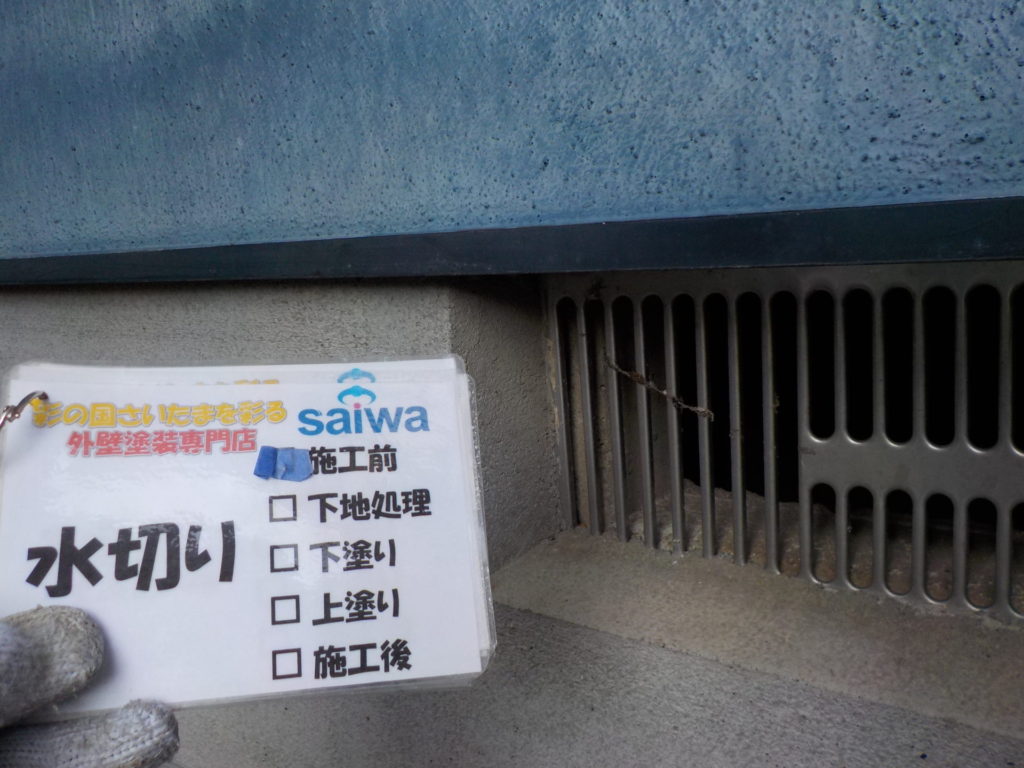 彩の国さいたまを彩る
外壁塗装専門店
saiwa
水切り
施工前
□ 下地処理
□ 下塗り
□ 上塗り
□ 施工後